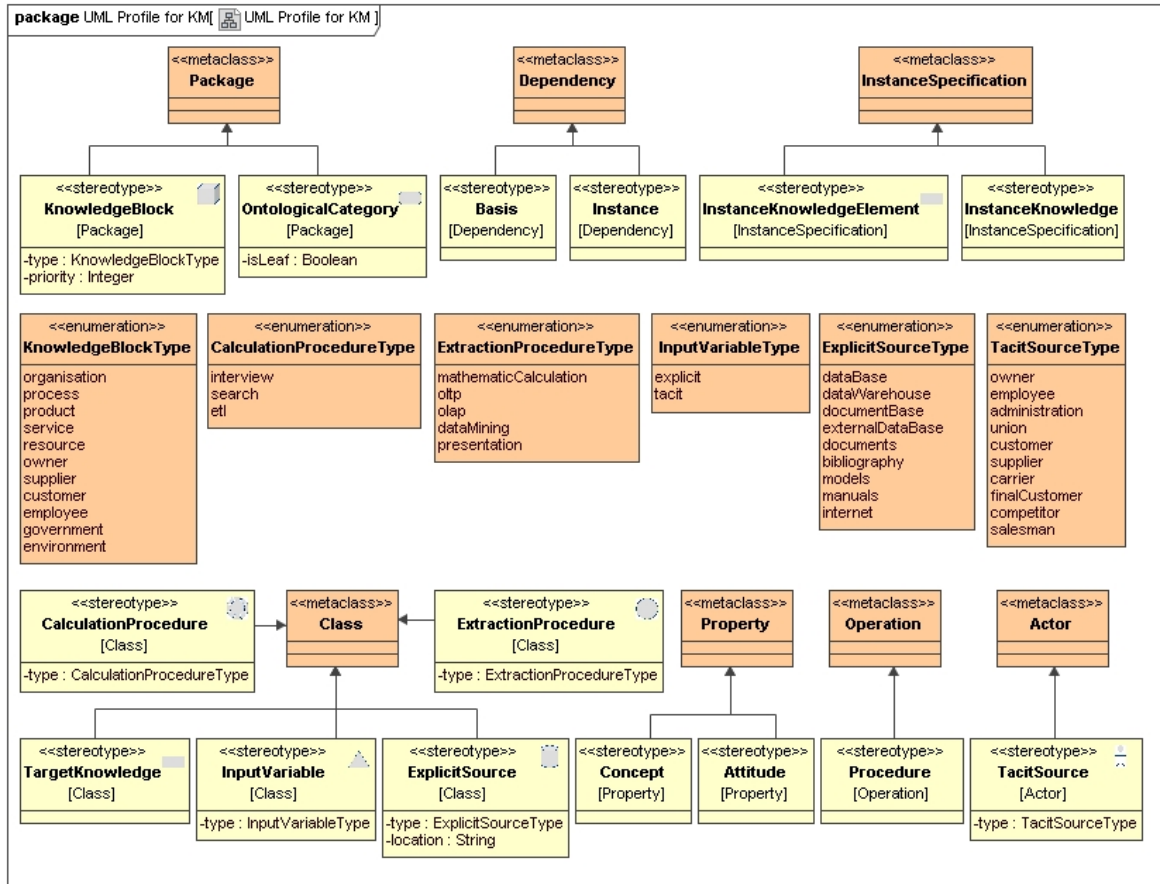 package UML Profile for KM[ UML Profile for KM ]
<<metaclass>>
Package
<<metaclass>>
Dependency
<<metaclass>>
InstanceSpecification
<<stereotype>>
KnowledgeBlock
[Package]
-type : KnowledgeBlockType
-priority : Integer
<<stereotype>>
OntologicalCategory
[Package]
-isLeaf : Boolean
<<stereotype>>
Basis
[Dependency]
<<stereotype>>
Instance
[Dependency]
<<stereotype>>
InstanceKnowledgeElement
[InstanceSpecification]
<<stereotype>>
InstanceKnowledge
[InstanceSpecification]
<<enumeration>>
KnowledgeBlockType
organisation
process
product
service
resource
owner
supplier
customer
employee
government
environment
<<enumeration>>
CalculationProcedureType
interview
search
etl
<<enumeration>>
ExtractionProcedureType
mathematicCalculation
oltp
olap
dataMining
presentation
<<enumeration>>
InputVariableType
explicit
tacit
<<enumeration>>
ExplicitSourceType
dataBase
dataWarehouse
documentBase
externalDataBase
documents
bibliography
models
manuals
internet
<<enumeration>>
TacitSourceType
owner
employee
administration
union
customer
supplier
carrier
finalCustomer
competitor
salesman
<<stereotype>>
CalculationProcedure
[Class]
-type : CalculationProcedureType
<<metaclass>>
Class
<<stereotype>>
ExtractionProcedure
[Class]
-type : ExtractionProcedureType
<<metaclass>>
Property
<<metaclass>>
Operation
<<metaclass>>
Actor
<<stereotype>>
TargetKnowledge
[Class]
<<stereotype>>
InputVariable
[Class]
-type : InputVariableType
<<stereotype>>
ExplicitSource
[Class]
-type : ExplicitSourceType
-location : String
<<stereotype>>
Concept
[Property]
<<stereotype>>
Attitude
[Property]
<<stereotype>>
Procedure
[Operation]
<<stereotype>>
TacitSource
[Actor]
-type : TacitSourceType